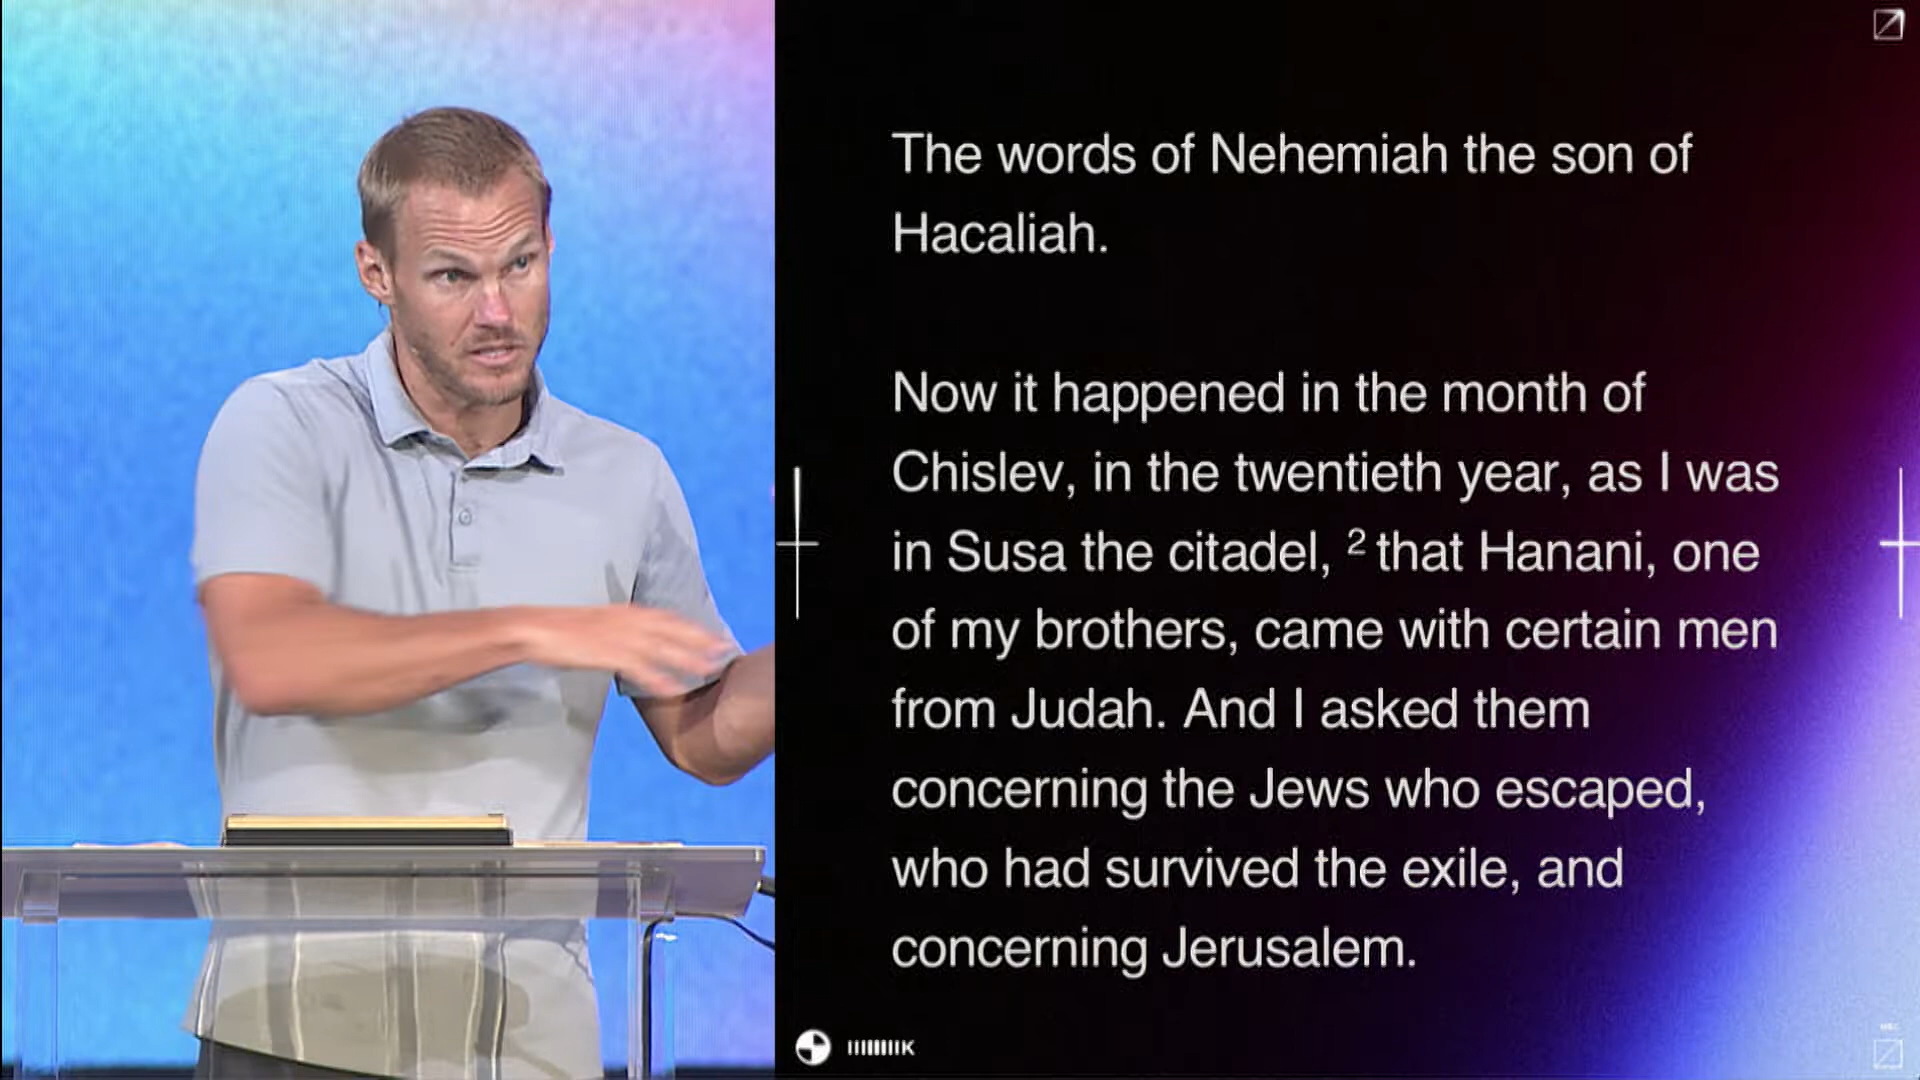 The words of Nehemiah the son of
Hacaliah.
Now it happened in the month of
Chislev, in the twentieth year, as I was
in Susa the citadel, ² that Hanani, one
of my brothers, came with certain men
from Judah. And I asked them
concerning the Jews who escaped,
who had survived the exile, and
concerning Jerusalem.